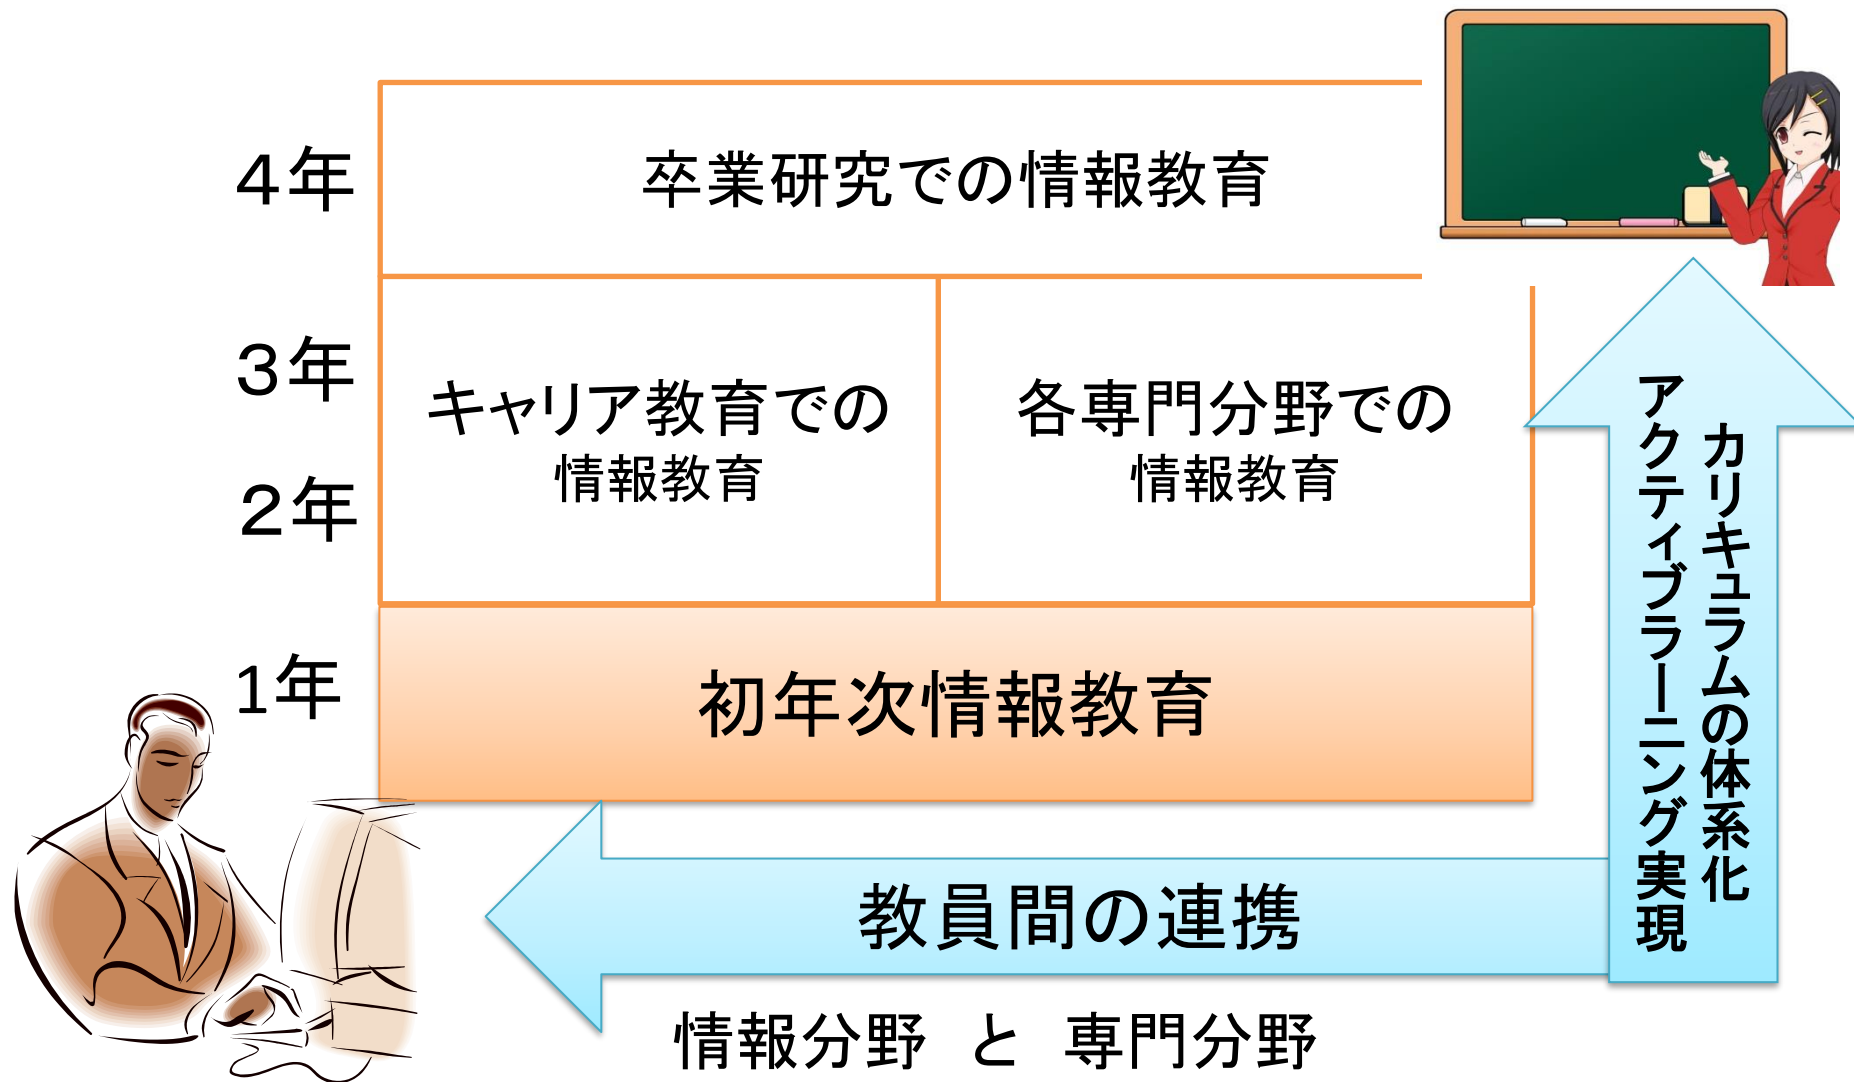 ４年
卒業研究での情報教育
３年
２年
キャリア教育での
情報教育
各専門分野での
情報教育
1年
初年次情報教育
カリキュラムの体系化
アクティブラーニング実現
教員間の連携
情報分野　と　専門分野